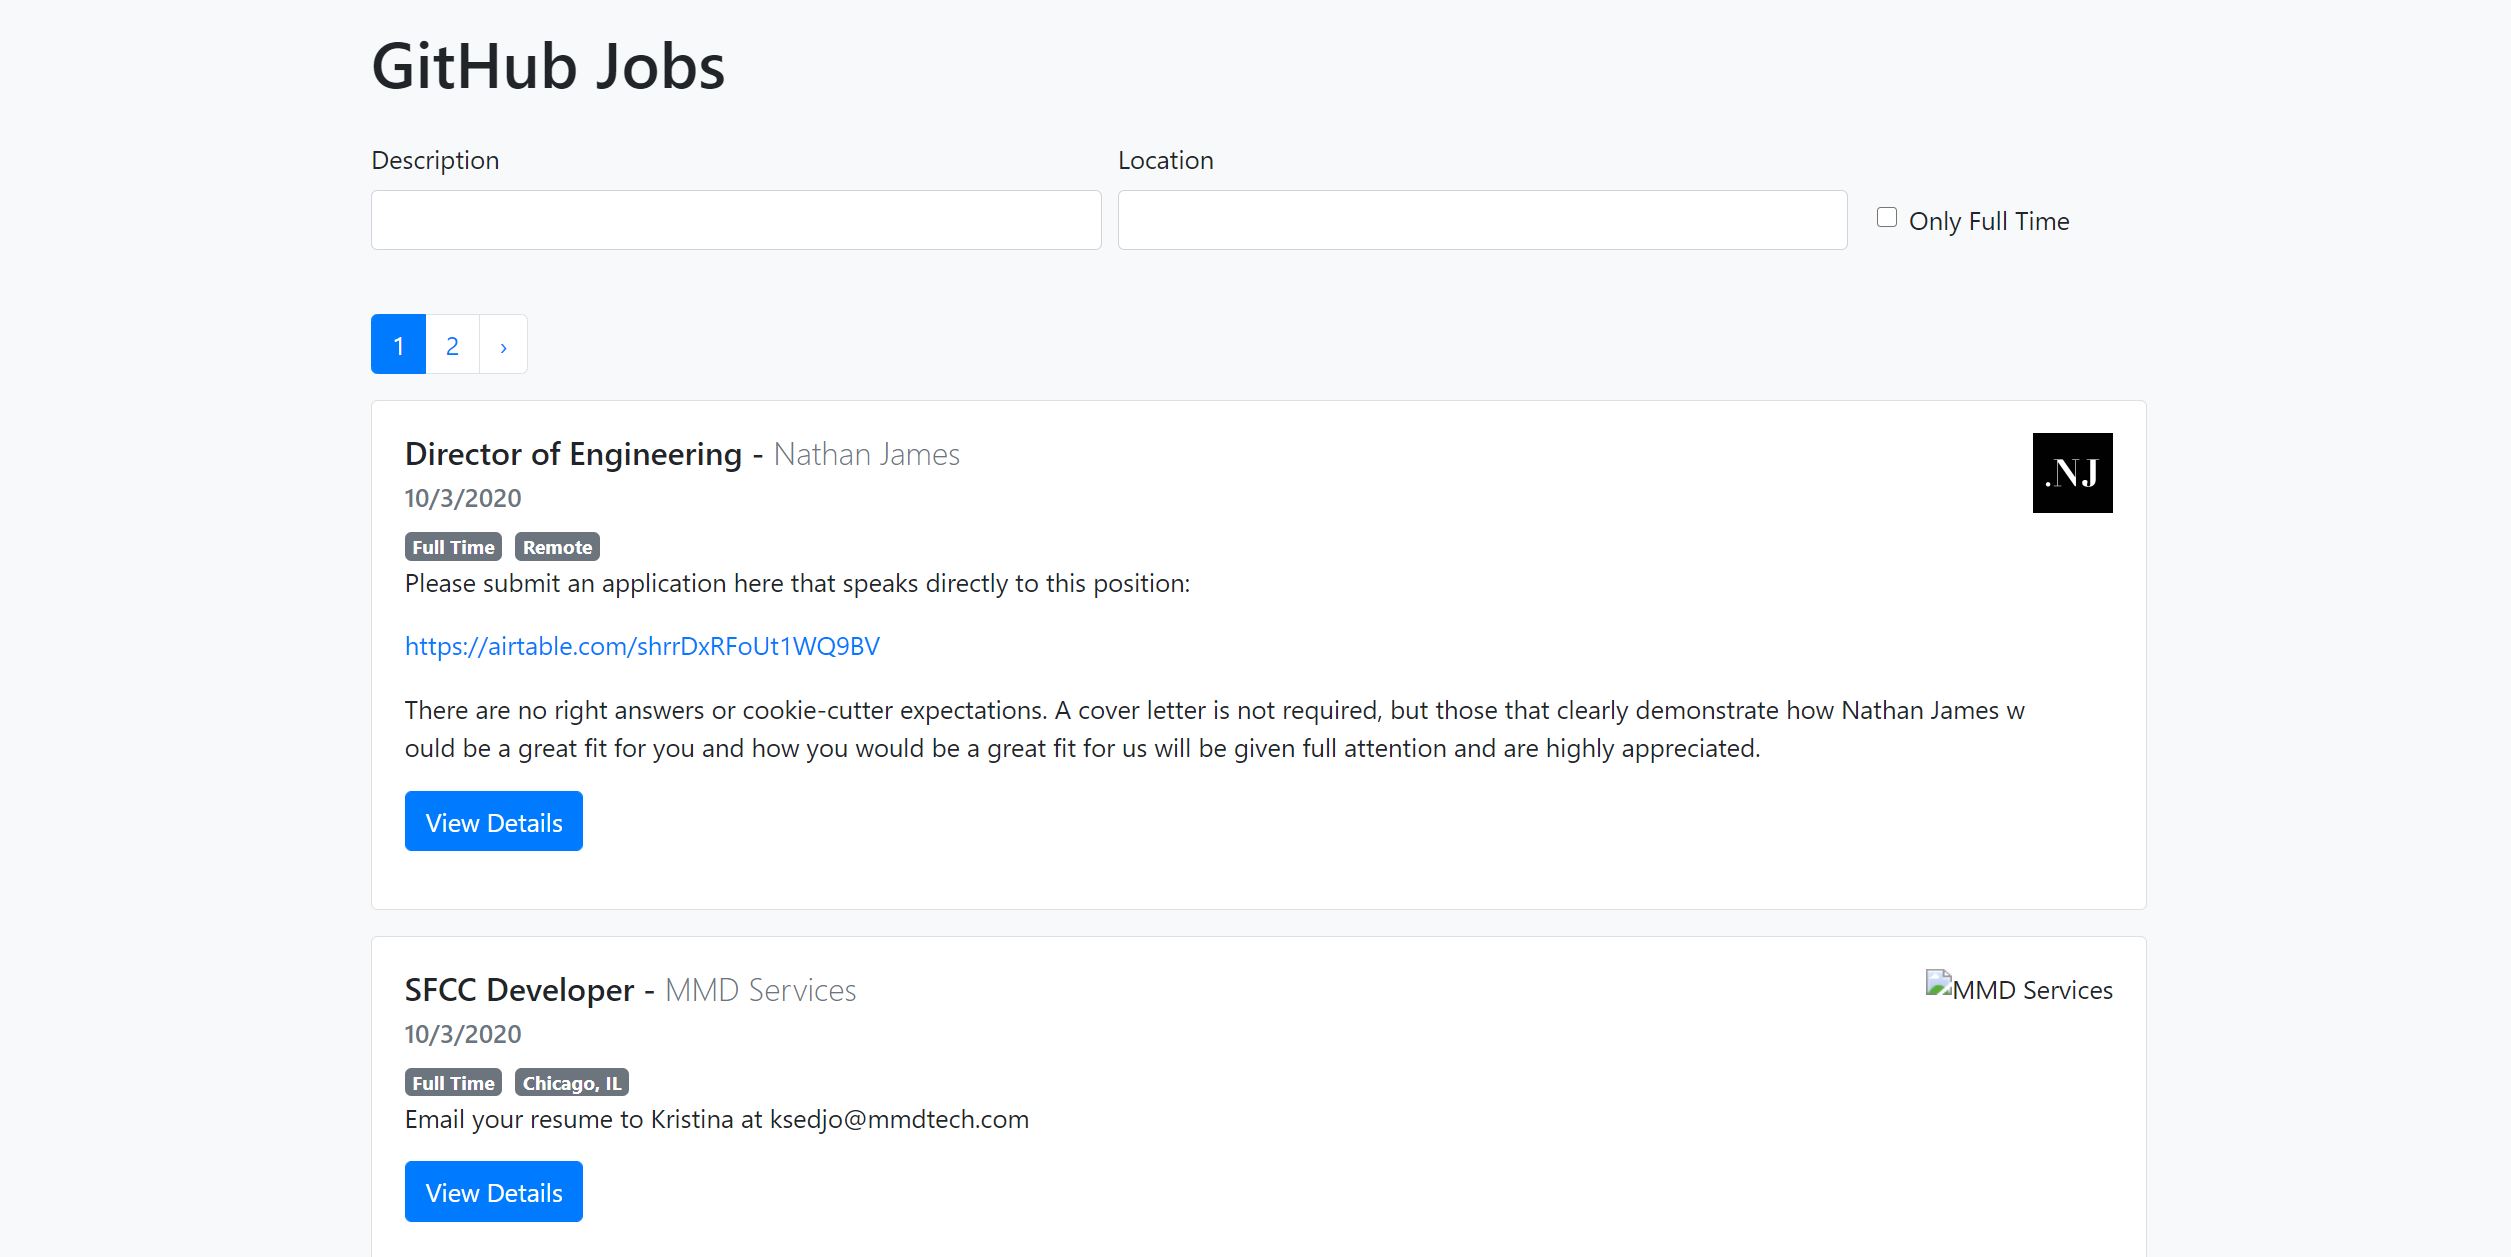 GitHub Jobs
Description
Location
Only Full Time
1 2 ›
Director of Engineering - Nathan James
.NJ
10/3/2020
Full Time Remote
Please submit an application here that speaks directly to this position:
https://airtable.com/shrrDxRFoUt1WQ9BV
There are no right answers or cookie-cutter expectations. A cover letter is not required, but those that clearly demonstrate how Nathan James w
ould be a great fit for you and how you would be a great fit for us will be given full attention and are highly appreciated.
View Details
SFCC Developer - MMD Services
MMD Services
10/3/2020
Full Time Chicago, IL
Email your resume to Kristina at ksedjo@mmdtech.com
View Details